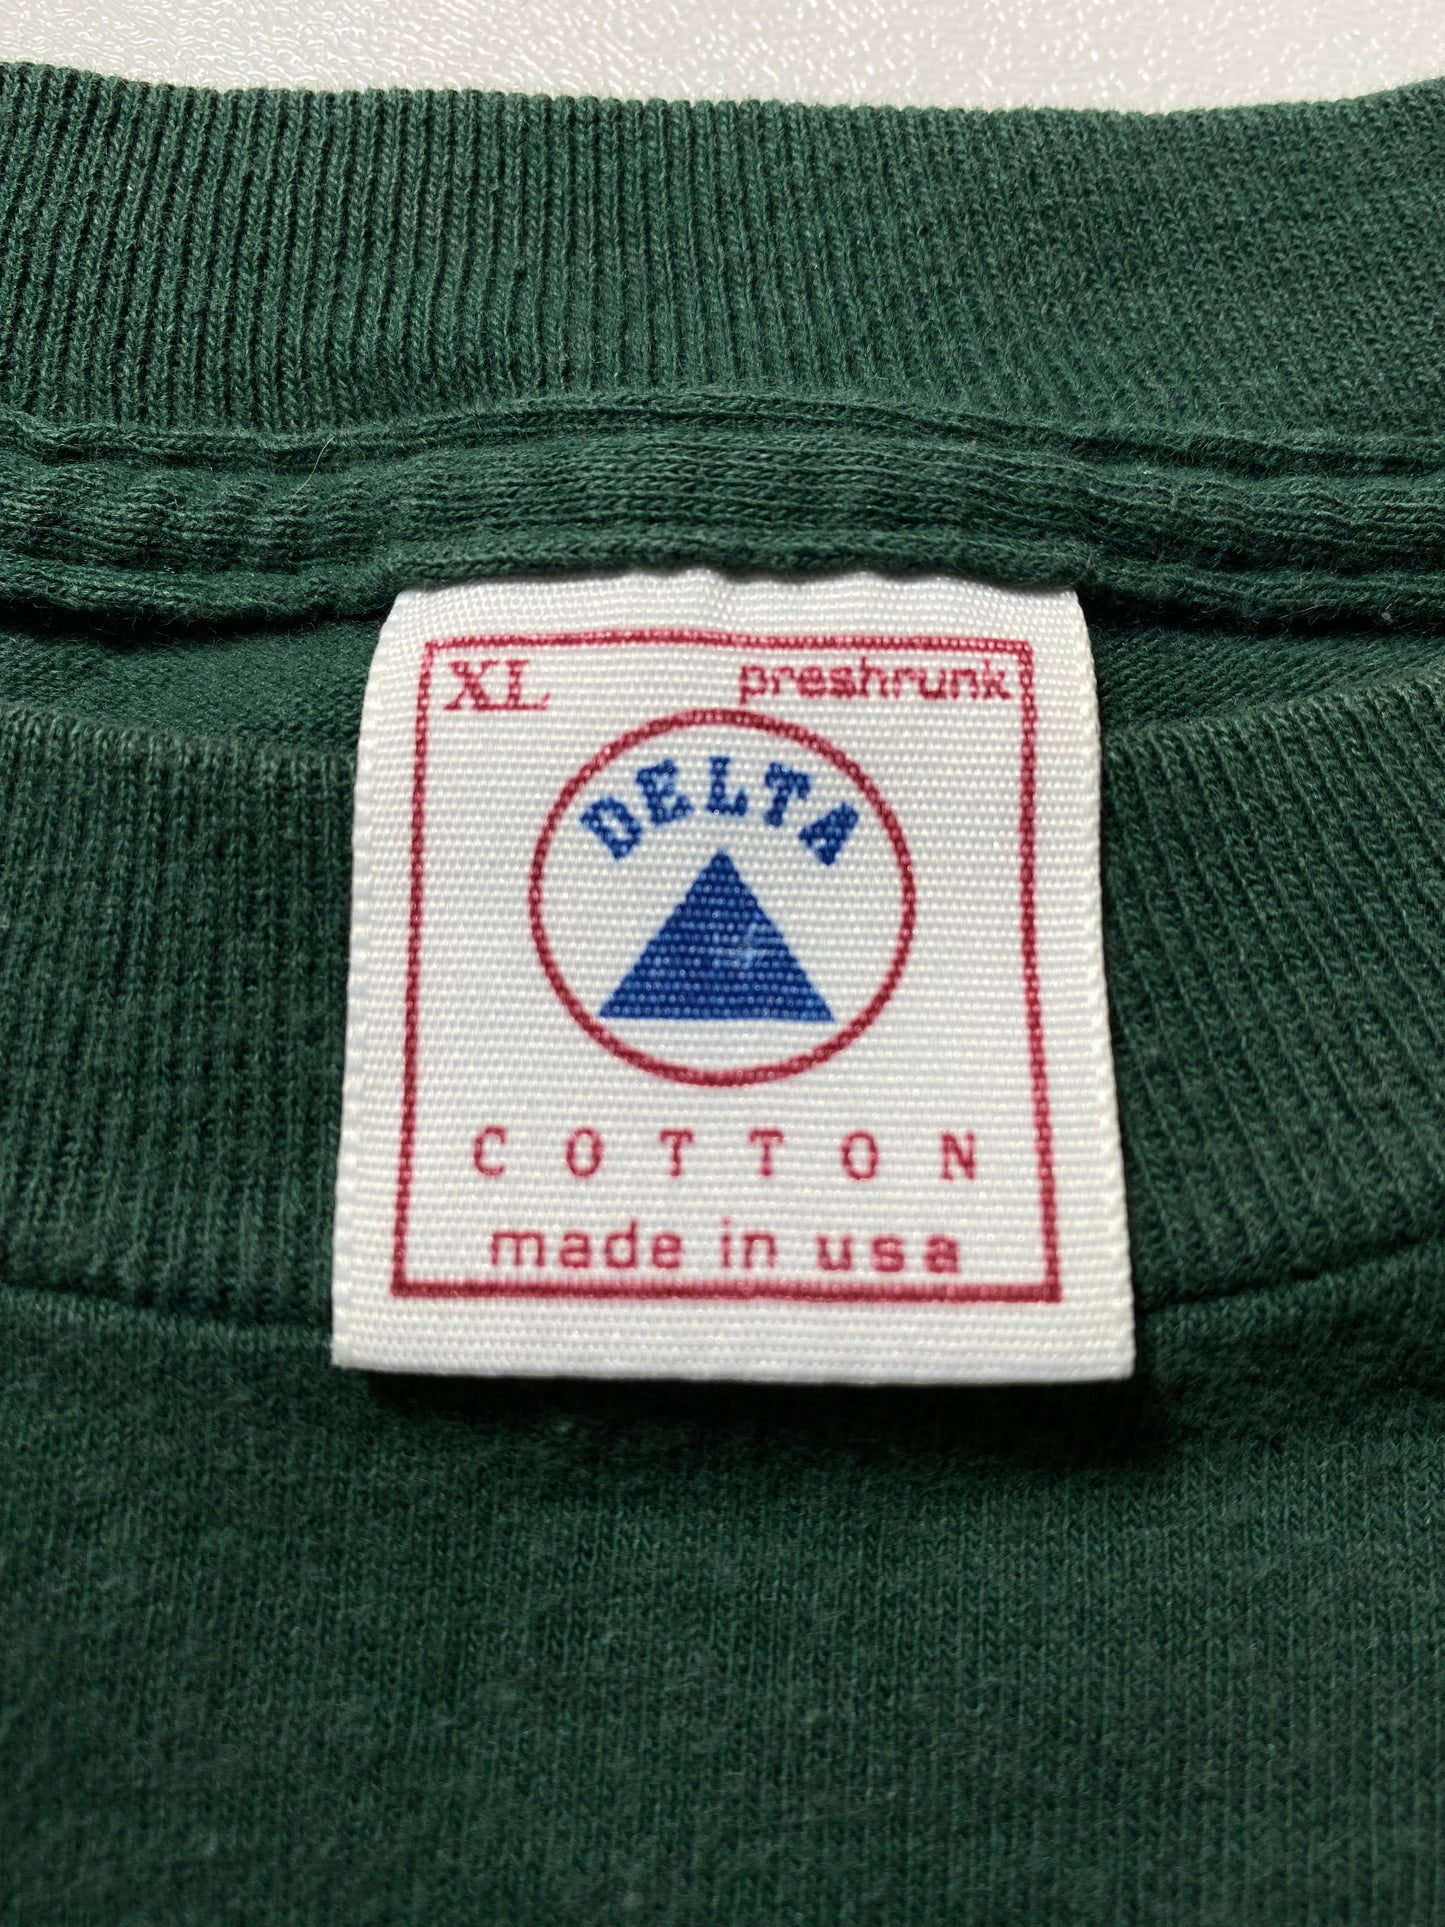 XL preshrunk
DELTA
COTTON
made in usa